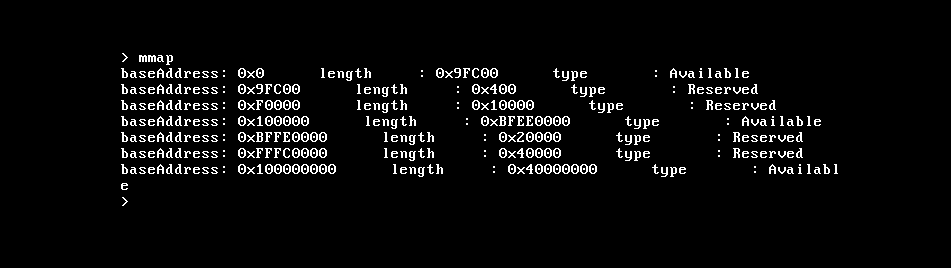 > mmap
baseAddress: 0x0      length     : 0x9FC00      type       : Available
baseAddress: 0x9FC00      length     : 0x400      type       : Reserved
baseAddress: 0xF0000      length     : 0x10000      type       : Reserved
baseAddress: 0x100000      length     : 0xBFEE0000      type       : Available
baseAddress: 0xBFFE0000      length     : 0x20000      type       : Reserved
baseAddress: 0xFFFC0000      length     : 0x40000      type       : Reserved
baseAddress: 0x100000000      length     : 0x40000000      type       : Availabl
e
>